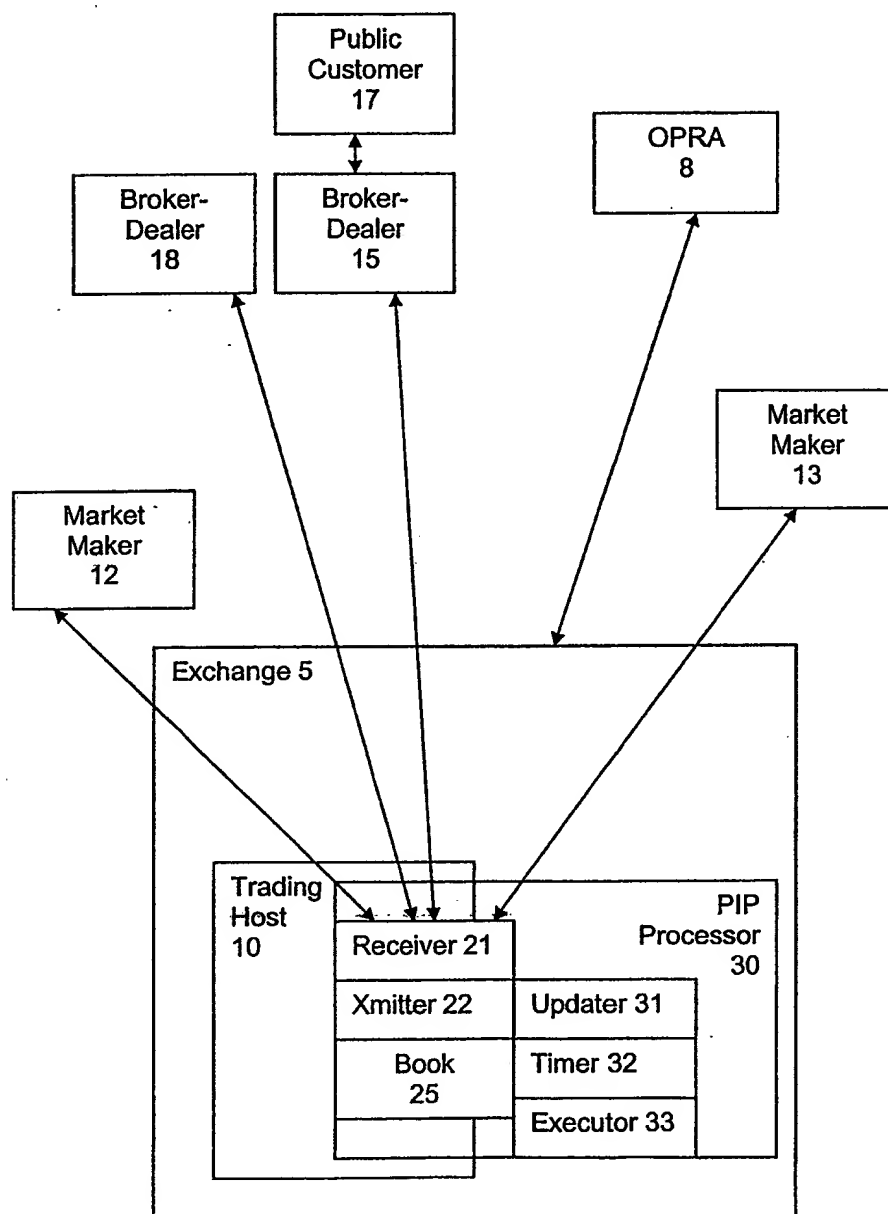 Public
Customer
17
OPRA
8
Broker-
Dealer
18
Broker-
Dealer
15
Market
Maker
13
Market
Maker
12
Exchange 5
Trading
Host
10
PIP
Processor
30
Receiver 21
Xmitter 22
Updater 31
Book
25
Timer 32
Executor 33